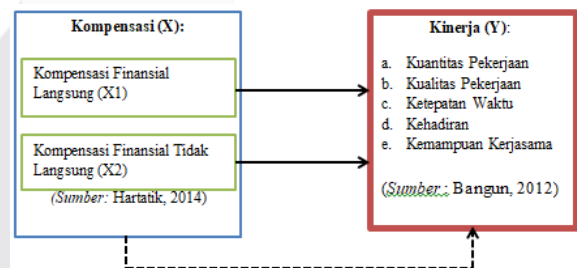 Kompensasi (X):
Kompensasi Finansial
Langsung (X1)
Kompensasi Finansial Tidak
Langsung (X2)
(Sumber: Hartatik, 2014)
Kinerja (Y):
a. Kuantitas Pekerjaan
b. Kualitas Pekerjaan
c. Ketepatan Waktu
d. Kehadiran
e. Kemampuan Kerjasama
(Sumber : Bangun, 2012)